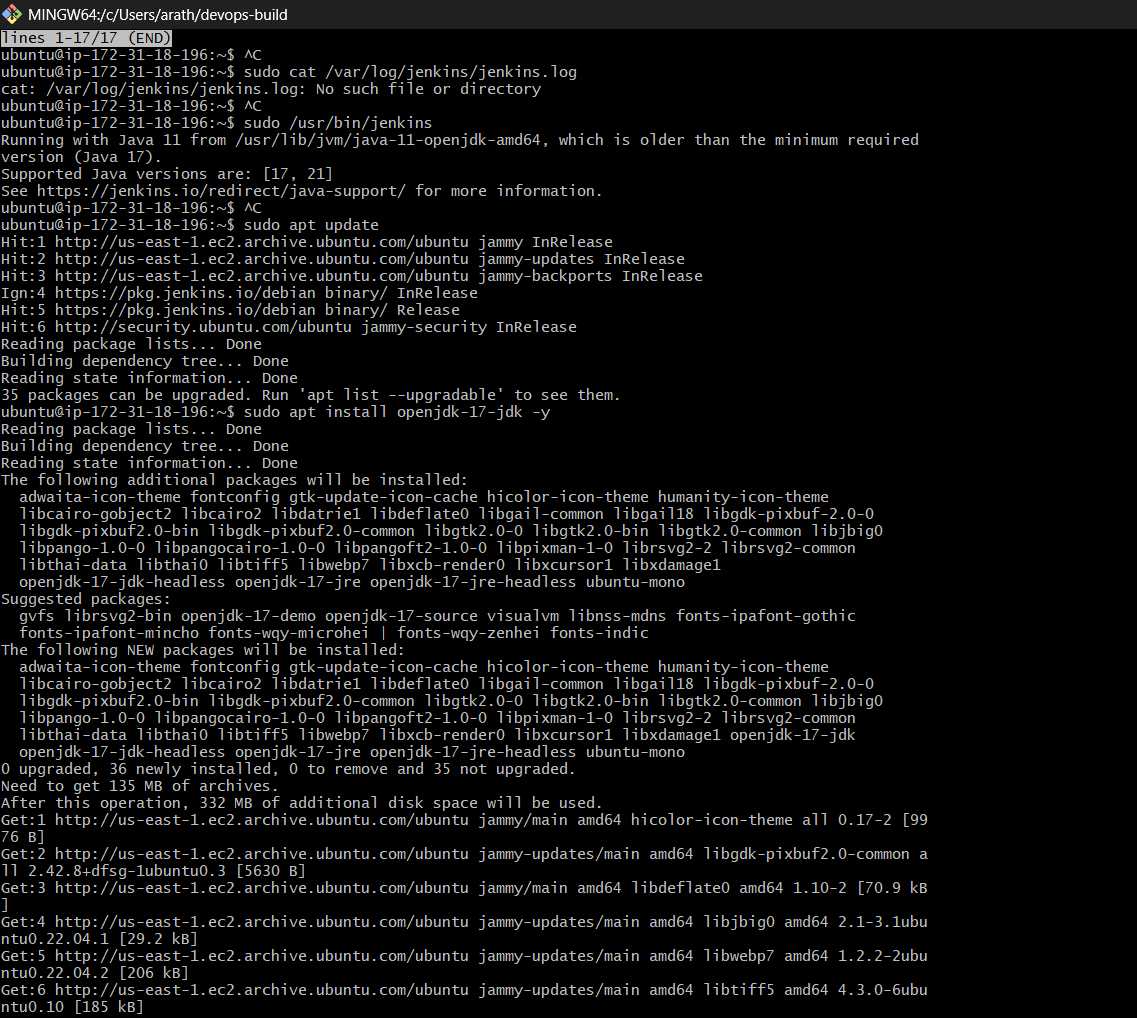 MINGW64:/c/Users/arath/devops-build
lines 1-17/17 (END)
ubuntu@ip-172-31-18-196:~$ ^C
ubuntu@ip-172-31-18-196:~$ sudo cat /var/log/jenkins/jenkins.log
cat: /var/log/jenkins/jenkins.log: No such file or directory
ubuntu@ip-172-31-18-196:~$ ^C
ubuntu@ip-172-31-18-196:~$ sudo /usr/bin/jenkins
Running with Java 11 from /usr/lib/jvm/java-11-openjdk-amd64, which is older than the minimum required
version (Java 17).
Supported Java versions are: [17, 21]
See https://jenkins.io/redirect/java-support/ for more information.
ubuntu@ip-172-31-18-196:~$ ^C
ubuntu@ip-172-31-18-196:~$ sudo apt update
Hit:1 http://us-east-1.ec2.archive.ubuntu.com/ubuntu jammy InRelease
Hit:2 http://us-east-1.ec2.archive.ubuntu.com/ubuntu jammy-updates InRelease
Hit:3 http://us-east-1.ec2.archive.ubuntu.com/ubuntu jammy-backports InRelease
Ign:4 https://pkg.jenkins.io/debian binary/ InRelease
Hit:5 https://pkg.jenkins.io/debian binary/ Release
Hit:6 http://security.ubuntu.com/ubuntu jammy-security InRelease
Reading package lists... Done
Building dependency tree... Done
Reading state information... Done
35 packages can be upgraded. Run 'apt list --upgradable' to see them.
ubuntu@ip-172-31-18-196:~$ sudo apt install openjdk-17-jdk -y
Reading package lists... Done
Building dependency tree... Done
Reading state information... Done
The following additional packages will be installed:
  adwaita-icon-theme fontconfig gtk-update-icon-cache hicolor-icon-theme humanity-icon-theme
  libcairo-gobject2 libcairo2 libdatrie1 libdeflate0 libgail-common libgail18 libgdk-pixbuf-2.0-0
  libgdk-pixbuf2.0-bin libgdk-pixbuf2.0-common libgtk2.0-0 libgtk2.0-bin libgtk2.0-common libjbig0
  libpango-1.0-0 libpangocairo-1.0-0 libpangoft2-1.0-0 libpixman-1-0 librsvg2-2 librsvg2-common
  libthai-data libthai0 libtiff5 libwebp7 libxcb-render0 libxcursor1 libxdamage1
  openjdk-17-jdk-headless openjdk-17-jre openjdk-17-jre-headless ubuntu-mono
Suggested packages:
  gvfs librsvg2-bin openjdk-17-demo openjdk-17-source visualvm libnss-mdns fonts-ipafont-gothic
  fonts-ipafont-mincho fonts-wqy-microhei | fonts-wqy-zenhei fonts-indic
The following NEW packages will be installed:
  adwaita-icon-theme fontconfig gtk-update-icon-cache hicolor-icon-theme humanity-icon-theme
  libcairo-gobject2 libcairo2 libdatrie1 libdeflate0 libgail-common libgail18 libgdk-pixbuf-2.0-0
  libgdk-pixbuf2.0-bin libgdk-pixbuf2.0-common libgtk2.0-0 libgtk2.0-bin libgtk2.0-common libjbig0
  libpango-1.0-0 libpangocairo-1.0-0 libpangoft2-1.0-0 libpixman-1-0 librsvg2-2 librsvg2-common
  libthai-data libthai0 libtiff5 libwebp7 libxcb-render0 libxcursor1 libxdamage1 openjdk-17-jdk
  openjdk-17-jdk-headless openjdk-17-jre openjdk-17-jre-headless ubuntu-mono
0 upgraded, 36 newly installed, 0 to remove and 35 not upgraded.
Need to get 135 MB of archives.
After this operation, 332 MB of additional disk space will be used.
Get:1 http://us-east-1.ec2.archive.ubuntu.com/ubuntu jammy/main amd64 hicolor-icon-theme all 0.17-2 [99
76 B]
Get:2 http://us-east-1.ec2.archive.ubuntu.com/ubuntu jammy-updates/main amd64 libgdk-pixbuf2.0-common a
ll 2.42.8+dfsg-1ubuntu0.3 [5630 B]
Get:3 http://us-east-1.ec2.archive.ubuntu.com/ubuntu jammy/main amd64 libdeflate0 amd64 1.10-2 [70.9 kB
]
Get:4 http://us-east-1.ec2.archive.ubuntu.com/ubuntu jammy-updates/main amd64 libjbig0 amd64 2.1-3.1ubu
ntu0.22.04.1 [29.2 kB]
Get:5 http://us-east-1.ec2.archive.ubuntu.com/ubuntu jammy-updates/main amd64 libwebp7 amd64 1.2.2-2ubu
ntu0.22.04.2 [206 kB]
Get:6 http://us-east-1.ec2.archive.ubuntu.com/ubuntu jammy-updates/main amd64 libtiff5 amd64 4.3.0-6ubu
ntu0.10 [185 kB]